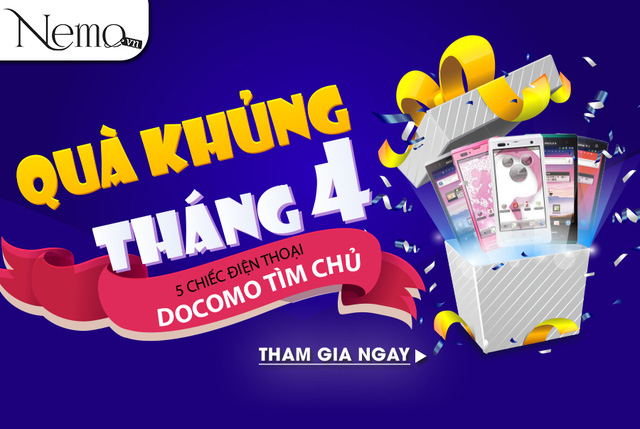 Nemo.vn
QUÀ KHỦNG
THÁNG 4
5 CHIẾC ĐIỆN THOẠI
DOCOMO TÌM CHỦ
THAM GIA NGAY